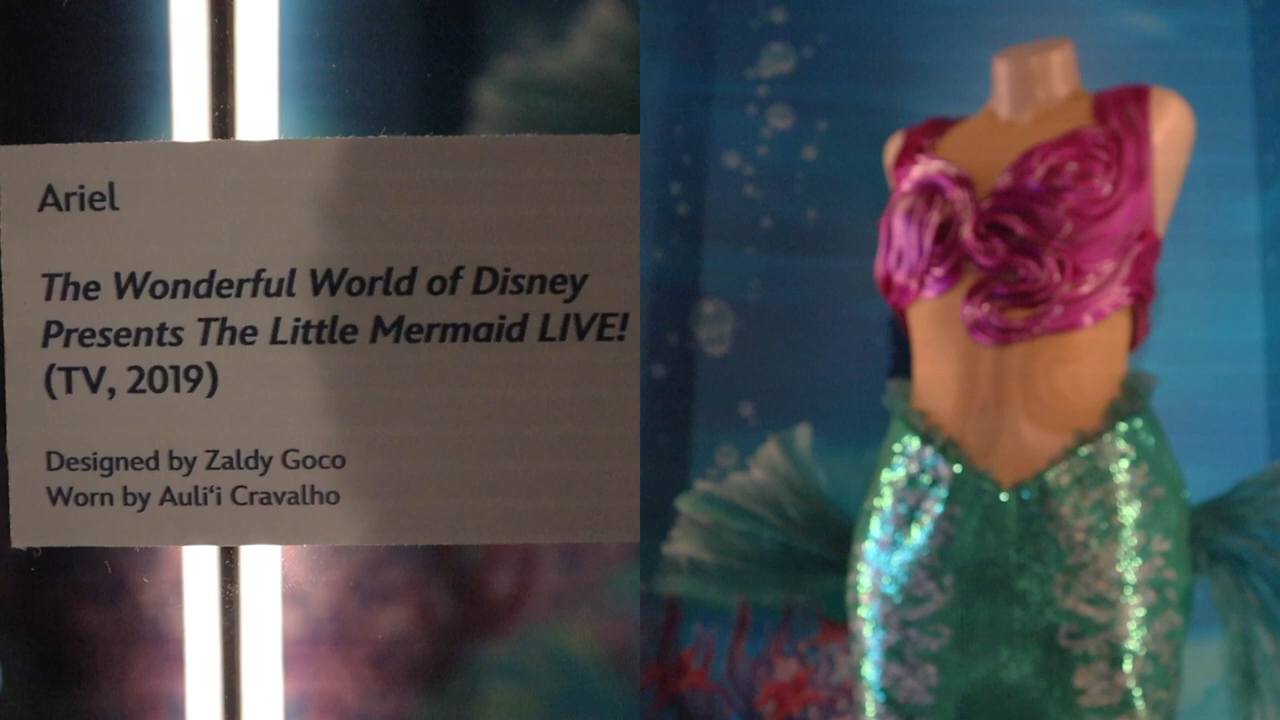 Ariel
The Wonderful World of Disney
Presents The Little Mermaid LIVE!
(TV, 2019)
Designed by Zaldy Goco
Worn by Auliʻi Cravalho